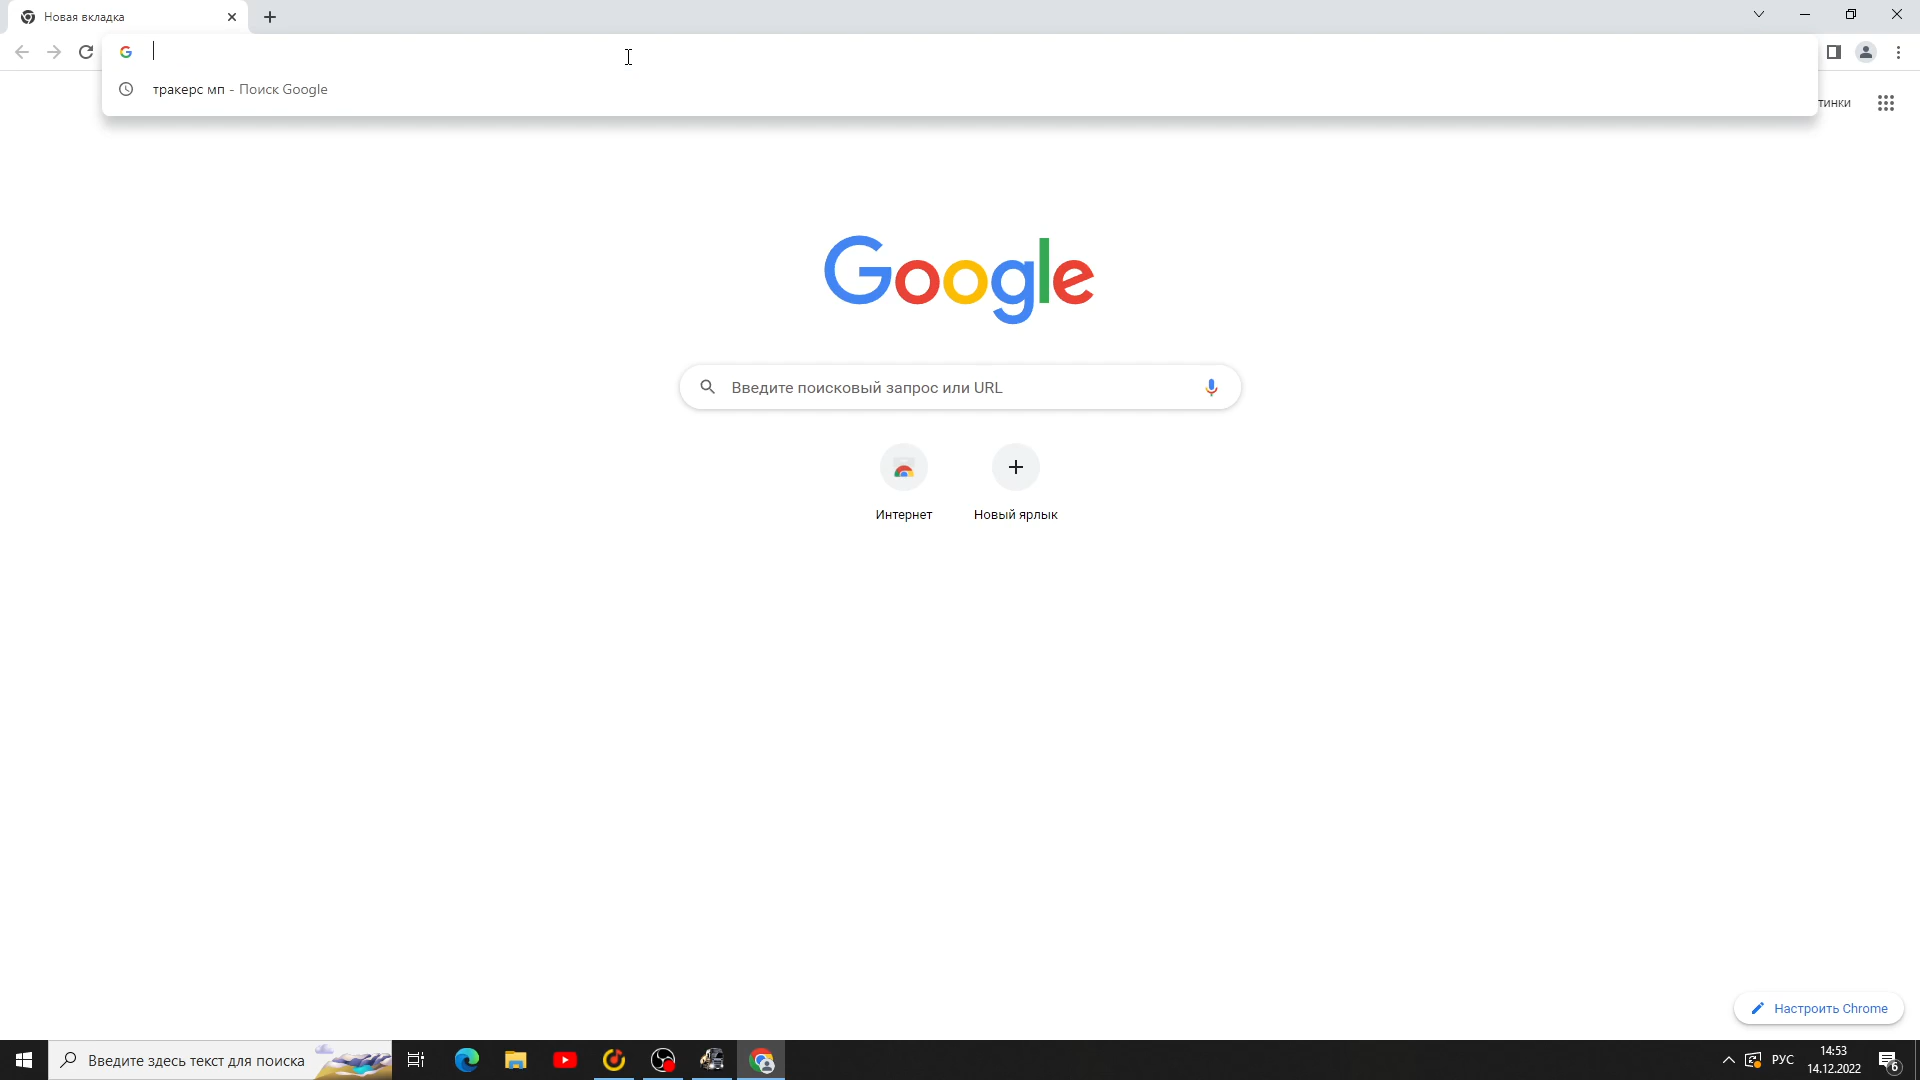 Новая вкладка
тракерс мп - Поиск Google
тинки
Google
Введите поисковый запрос или URL
Интернет
Новый ярлык
Настроить Chrome
Введите здесь текст для поиска
РУС
14:53
14.12.2022
6